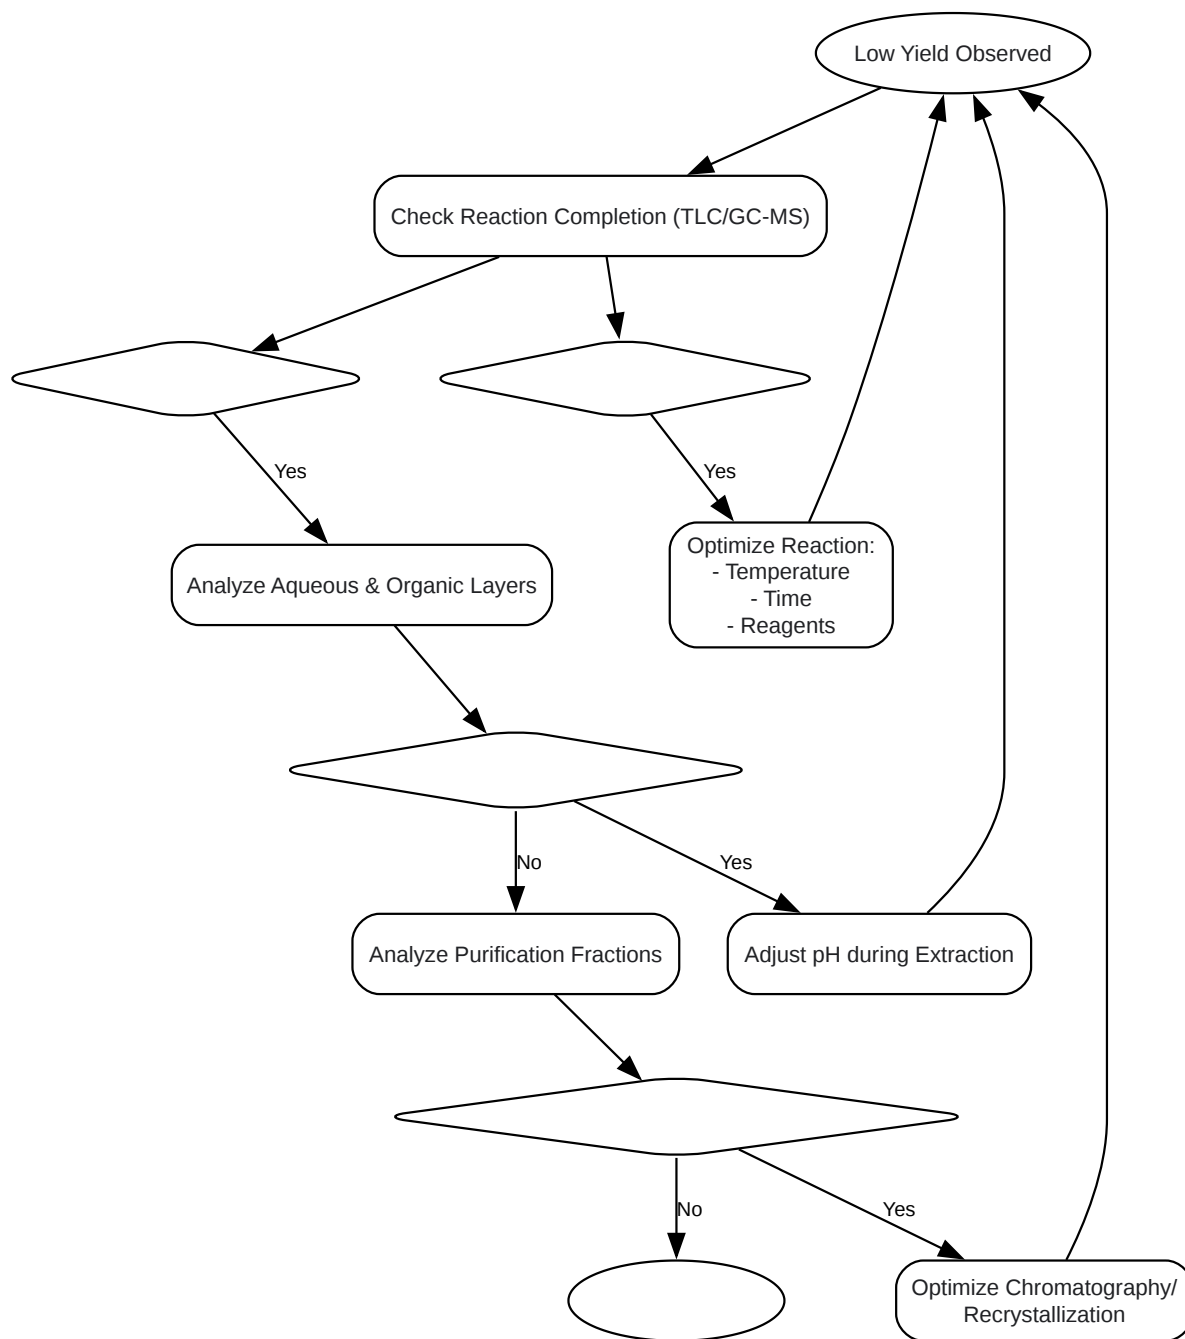 Low Yield Observed
Check Reaction Completion (TLC/GC-MS)
Yes
Yes
Optimize Reaction:
- Temperature
- Time
- Reagents
Analyze Aqueous & Organic Layers
No
Yes
Analyze Purification Fractions
Adjust pH during Extraction
No
Yes
Optimize Chromatography/
Recrystallization